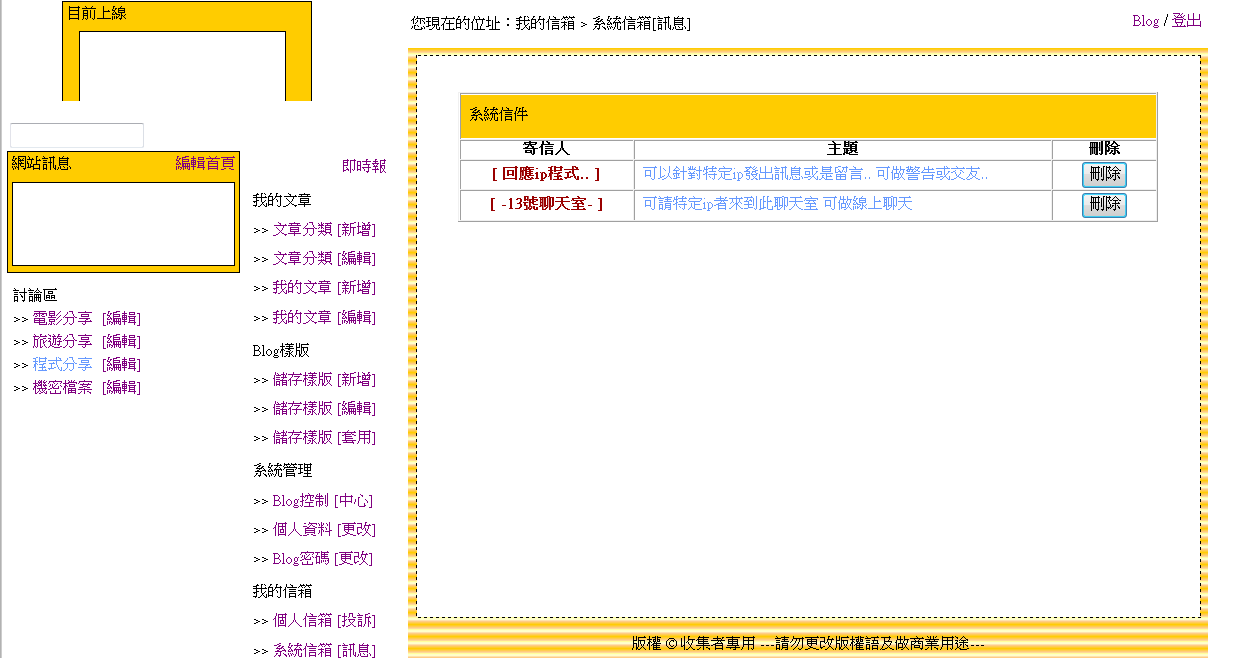 目前上線
您現在的位址：我的信箱 > 系統信箱[訊息]
Blog / 登出
網站訊息 編輯首頁
即時報
討論區
>> 電影分享 [編輯]
>> 旅遊分享 [編輯]
>> 程式分享 [編輯]
>> 機密檔案 [編輯]
我的文章
>> 文章分類 [新增]
>> 文章分類 [編輯]
>> 我的文章 [新增]
>> 我的文章 [編輯]
Blog樣版
>> 儲存樣版 [新增]
>> 儲存樣版 [編輯]
>> 儲存樣版 [套用]
系統管理
>> Blog控制 [中心]
>> 個人資料 [更改]
>> Blog密碼 [更改]
我的信箱
>> 個人信箱 [投訴]
>> 系統信箱 [訊息]
系統信件
寄信人 主題 刪除
[ 回應ip程式.. ] 可以針對特定ip發出訊息或是留言.. 可做警告或交友.. 刪除
[ -13號聊天室- ] 可請特定ip者來到此聊天室 可做線上聊天 刪除
版權 © 收集者專用 ---請勿更改版權語及做商業用途---